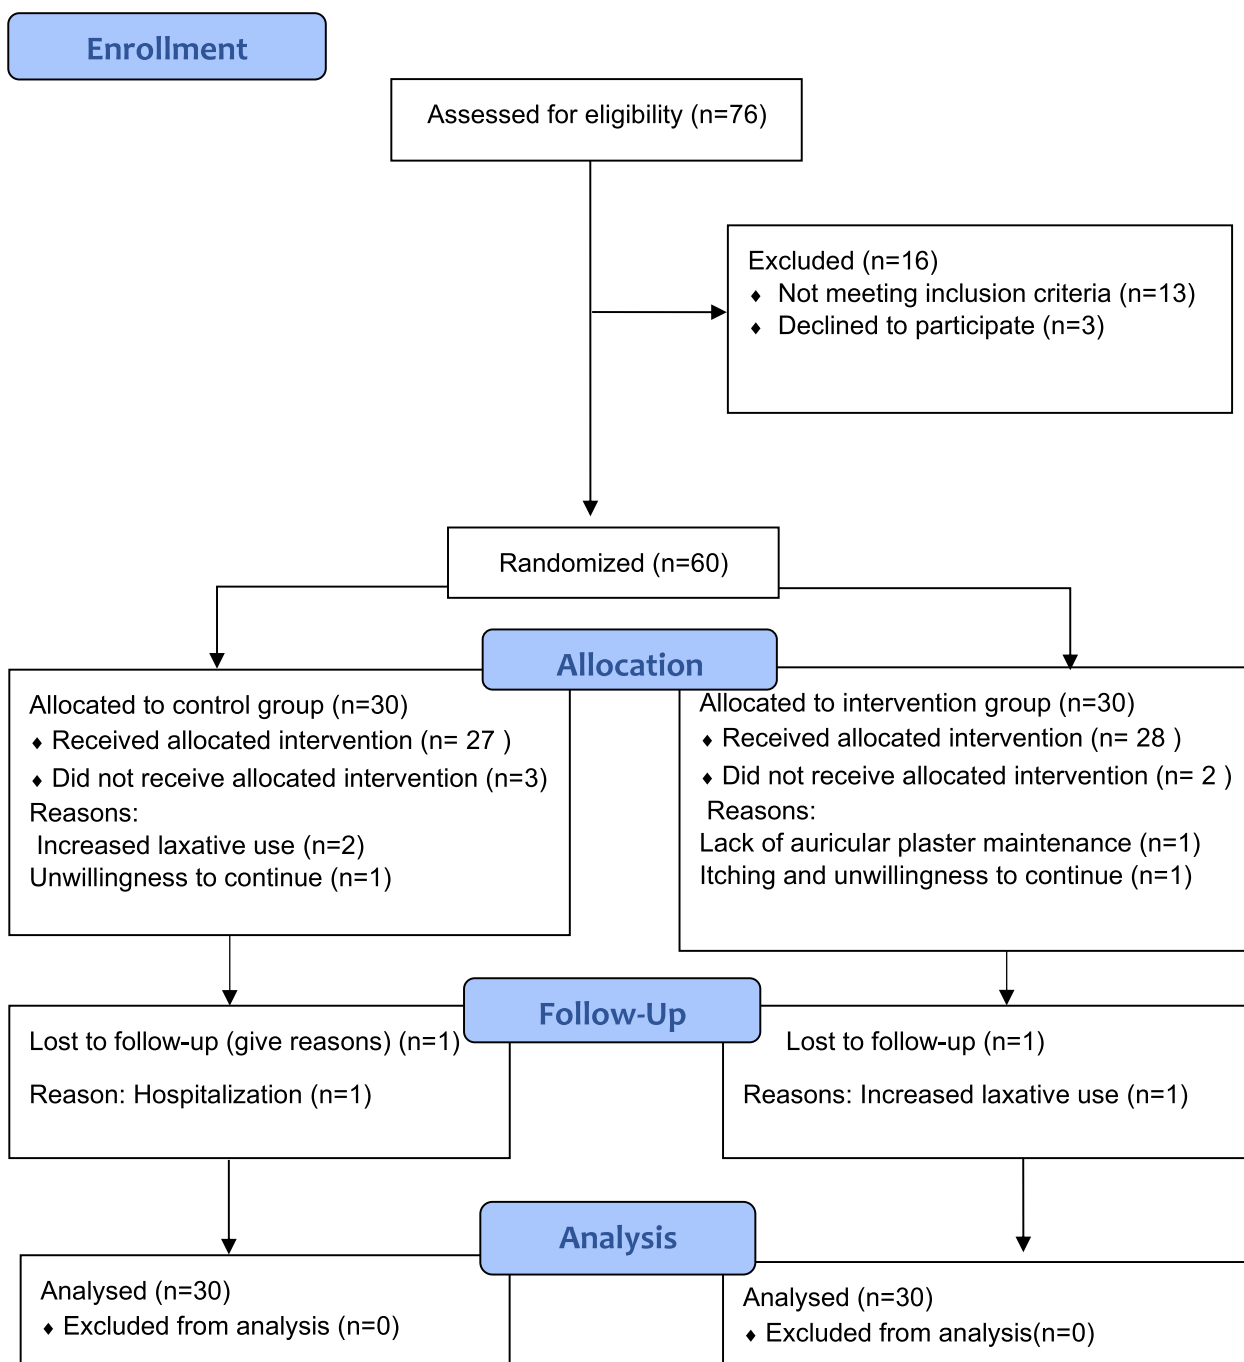 Enrollment
Assessed for eligibility (n=76)
Excluded (n=16)
♦ Not meeting inclusion criteria (n=13)
♦ Declined to participate (n=3)
Randomized (n=60)
Allocation
Allocated to control group (n=30)
♦ Received allocated intervention (n= 27 )
♦ Did not receive allocated intervention (n=3)
Reasons:
Increased laxative use (n=2)
Unwillingness to continue (n=1)
Allocated to intervention group (n=30)
♦ Received allocated intervention (n= 28 )
♦ Did not receive allocated intervention (n= 2 )
Reasons:
Lack of auricular plaster maintenance (n=1)
Itching and unwillingness to continue (n=1)
Follow-Up
Lost to follow-up (give reasons) (n=1)
Reason: Hospitalization (n=1)
Lost to follow-up (n=1)
Reasons: Increased laxative use (n=1)
Analysis
Analysed (n=30)
♦ Excluded from analysis (n=0)
Analysed (n=30)
♦ Excluded from analysis(n=0)